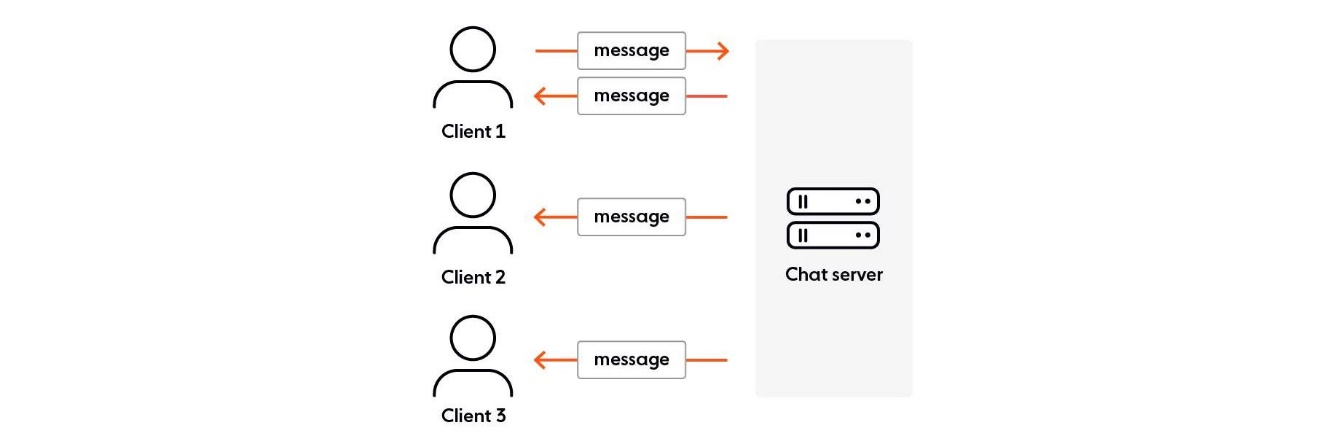 message
message
Client 1
message
Client 2
Chat server
message
Client 3